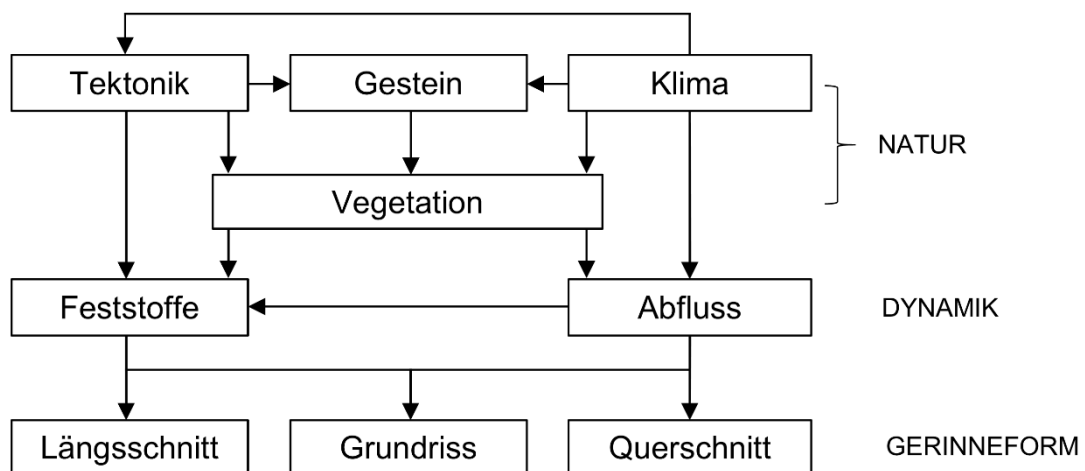 Tektonik
Gestein
Klima
NATUR
Vegetation
Feststoffe
Abfluss
DYNAMIK
Längsschnitt
Grundriss
Querschnitt
GERINNEFORM